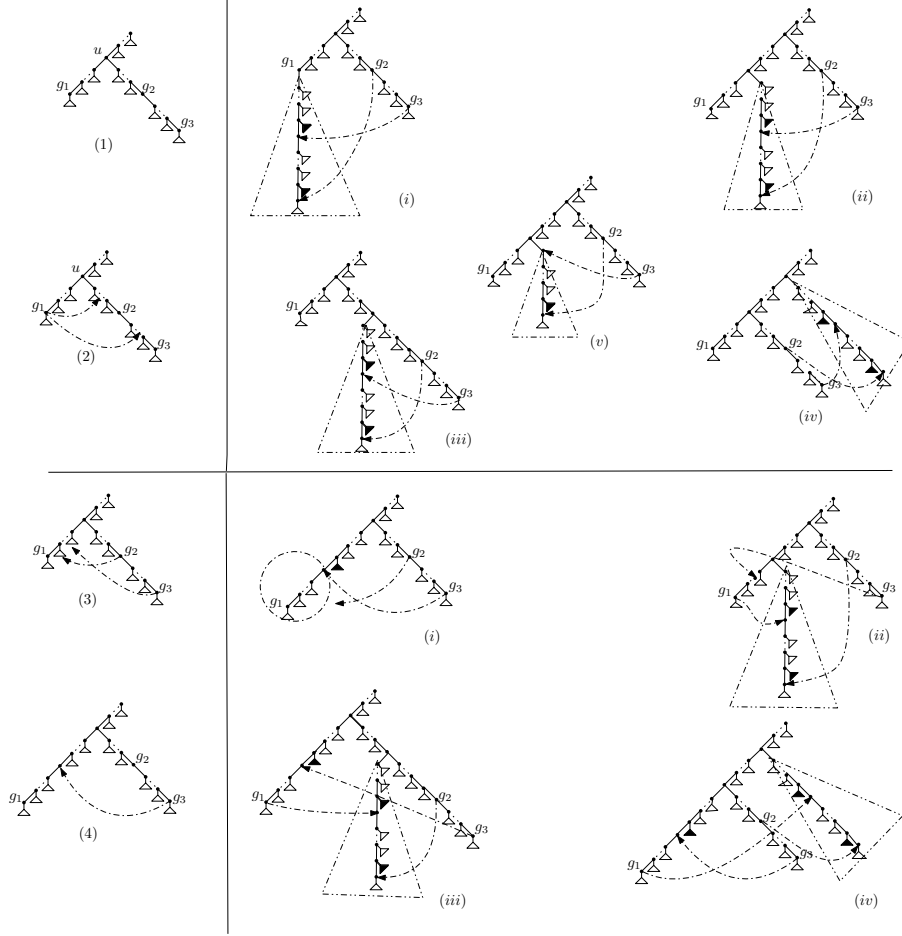 u
g₁
g₂
g₃
(1)
g₁
g₂
g₃
(i)
g₂
g₃
(ii)
u
g₁
g₂
g₃
(2)
g₁
g₂
g₃
(iii)
g₁
g₂
g₃
(v)
g₁
g₂
g₃
(iv)
g₁
g₂
g₃
(3)
g₁
g₂
g₃
(i)
g₁
g₂
g₃
(ii)
g₁
g₂
g₃
(4)
g₁
g₂
g₃
(iii)
g₁
g₂
g₃
(iv)